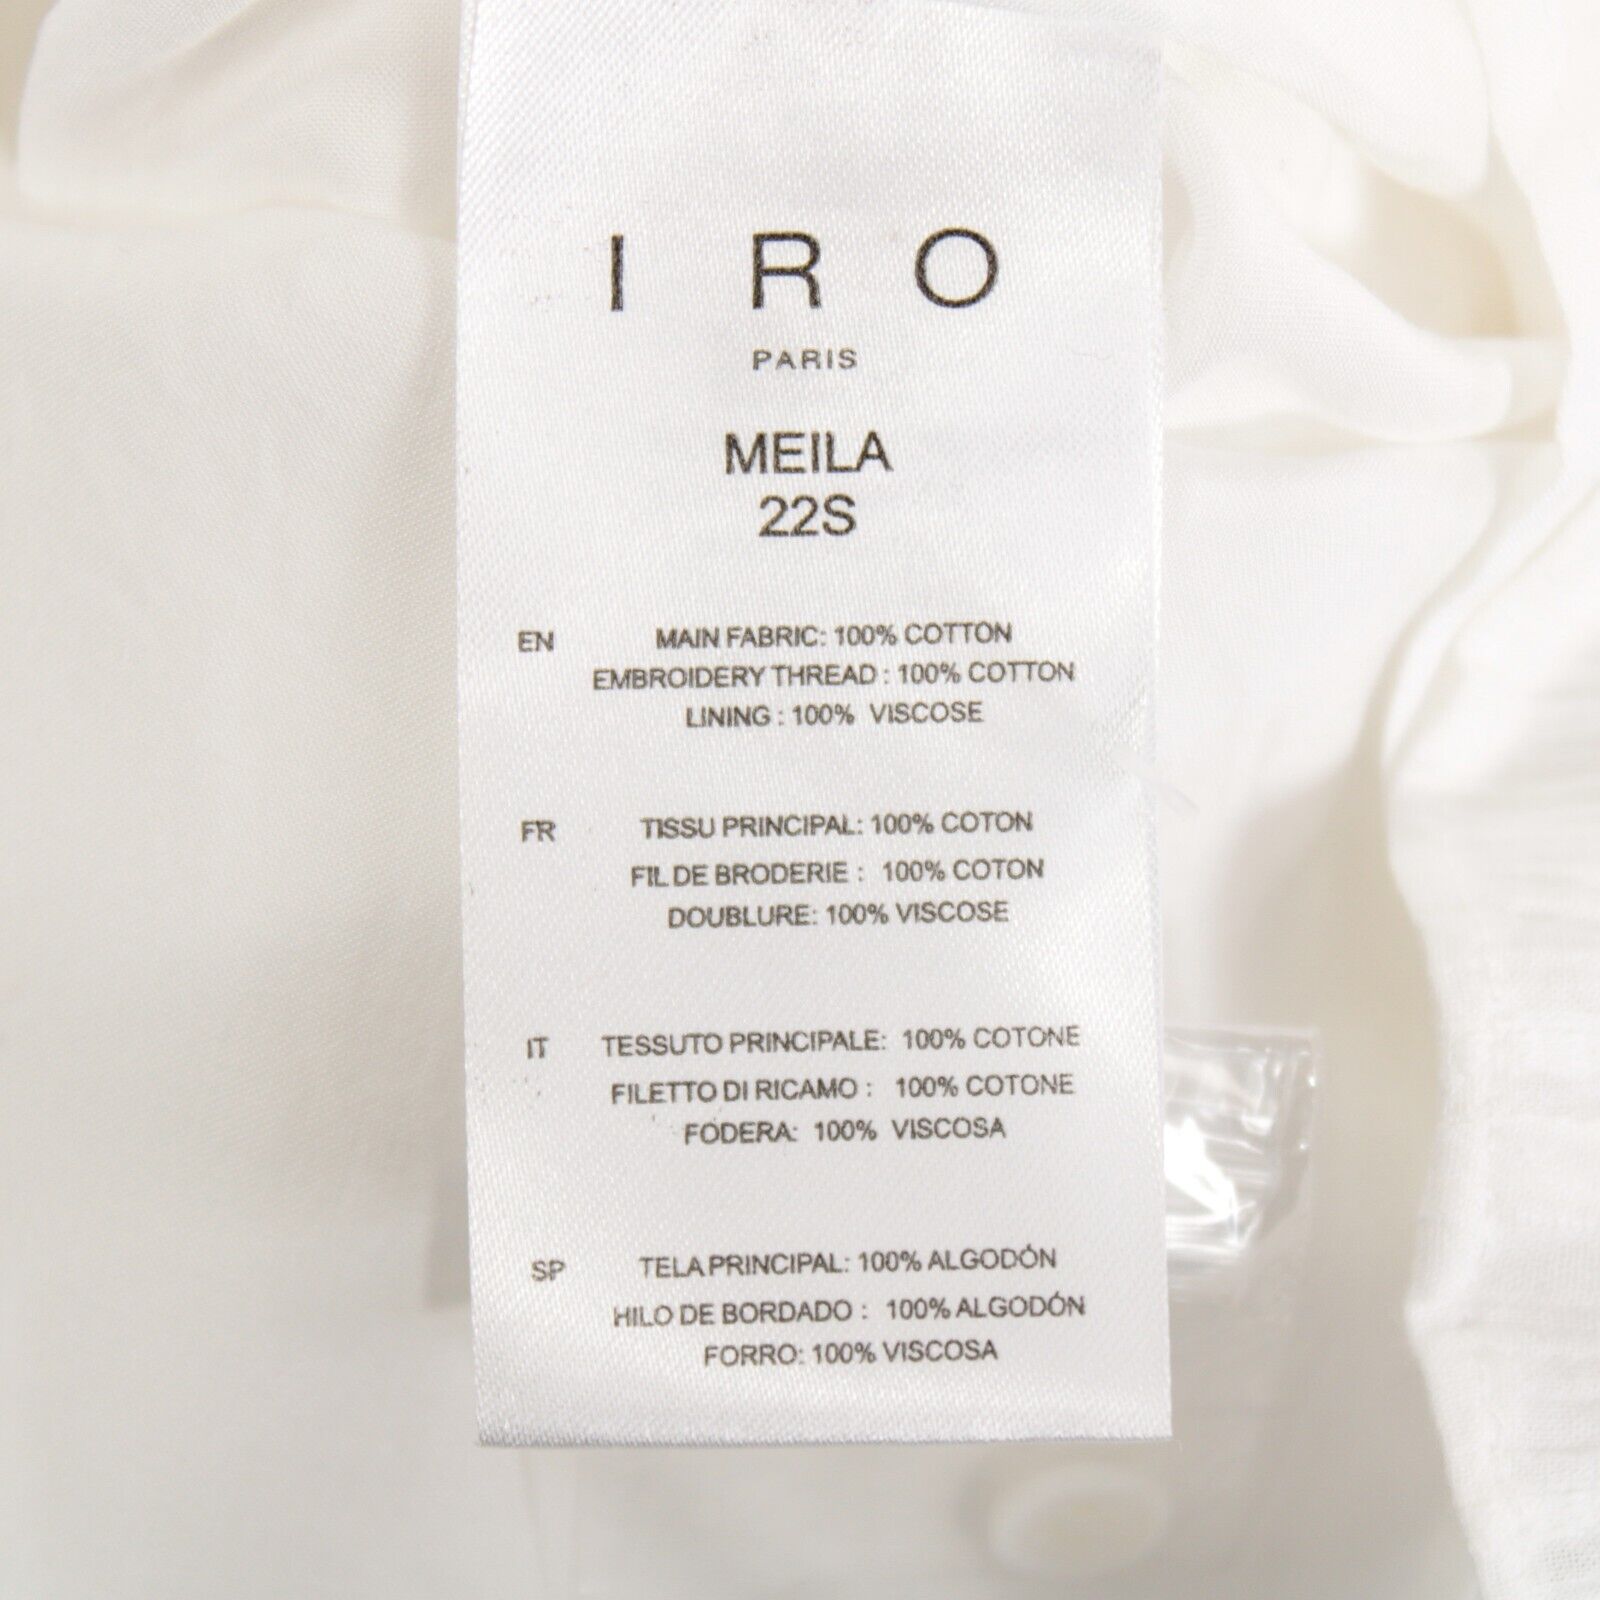 I R O
PARIS
MEILA
22S
EN MAIN FABRIC: 100% COTTON
EMBROIDERY THREAD : 100% COTTON
LINING : 100% VISCOSE
FR TISSU PRINCIPAL: 100% COTON
FIL DE BRODERIE : 100% COTON
DOUBLURE: 100% VISCOSE
IT TESSUTO PRINCIPALE: 100% COTONE
FILETTO DI RICAMO : 100% COTONE
FODERA: 100% VISCOSA
SP TELA PRINCIPAL: 100% ALGODÓN
HILO DE BORDADO : 100% ALGODÓN
FORRO: 100% VISCOSA